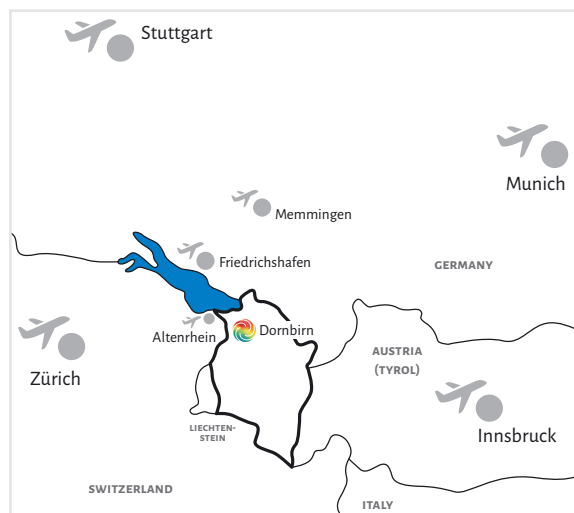 Stuttgart
Munich
Memmingen
Friedrichshafen
GERMANY
Altenrhein
Dornbirn
AUSTRIA
(TYROL)
Zürich
LIECHTEN-
STEIN
Innsbruck
SWITZERLAND
ITALY